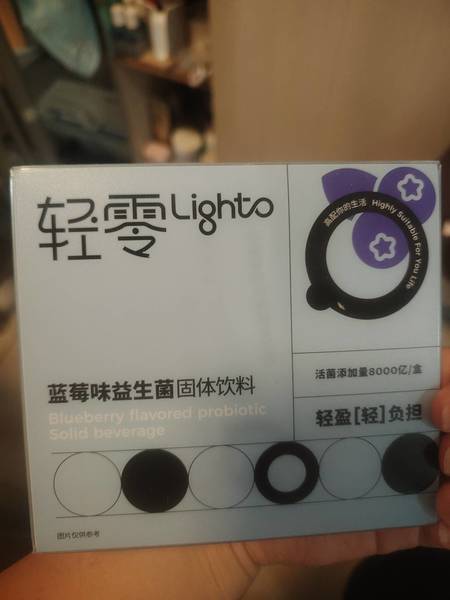 轻零Lighto
高配你的生活 Highly Suitable For You Life
活菌添加量8000亿/盒
蓝莓味益生菌固体饮料
Blueberry flavored probiotic
Solid beverage
轻盈[轻]负担
图片仅供参考